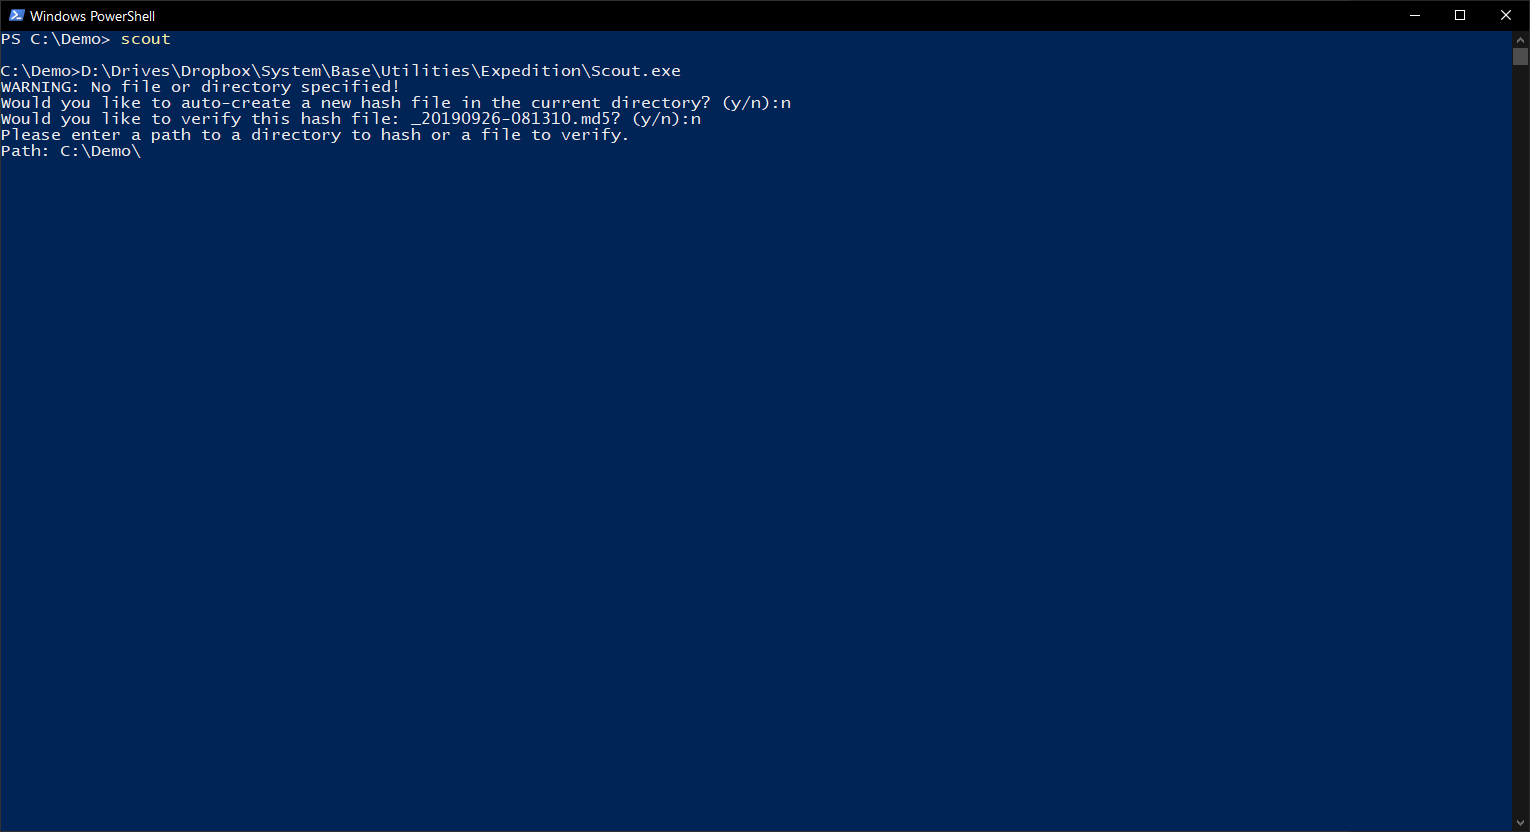 Windows PowerShell
PS C:\Demo> scout
C:\Demo>D:\Drives\Dropbox\System\Base\Utilities\Expedition\Scout.exe
WARNING: No file or directory specified!
Would you like to auto-create a new hash file in the current directory? (y/n):n
Would you like to verify this hash file: _20190926-081310.md5? (y/n):n
Please enter a path to a directory to hash or a file to verify.
Path: C:\Demo\